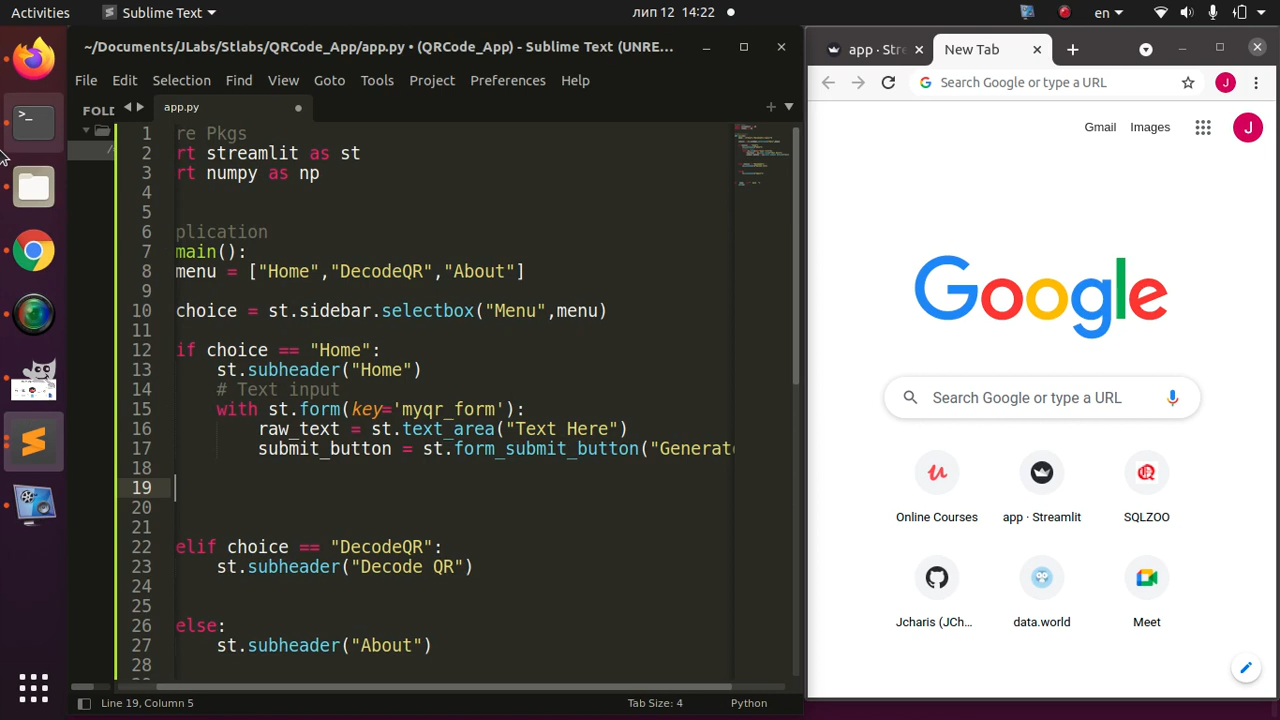 Activities
Sublime Text
лип 12 14:22
en
~/Documents/JLabs/Stlabs/QRCode_App/app.py • (QRCode_App) - Sublime Text (UNRE...
File Edit Selection Find View Goto Tools Project Preferences Help
FOLD
app.py
1 re Pkgs
2 rt streamlit as st
3 rt numpy as np
4
5
6 plication
7 main():
8 menu = ["Home","DecodeQR","About"]
9
10 choice = st.sidebar.selectbox("Menu",menu)
11
12 if choice == "Home":
13 st.subheader("Home")
14 # Text input
15 with st.form(key='myqr_form'):
16 raw_text = st.text_area("Text Here")
17 submit_button = st.form_submit_button("Generate
18
19
20
21
22 elif choice == "DecodeQR":
23 st.subheader("Decode QR")
24
25
26 else:
27 st.subheader("About")
28
Line 19, Column 5
Tab Size: 4
Python
app · Stre
New Tab
Search Google or type a URL
J
Gmail
Images
J
Google
Search Google or type a URL
Online Courses
app · Streamlit
SQLZOO
Jcharis (JCh...
data.world
Meet